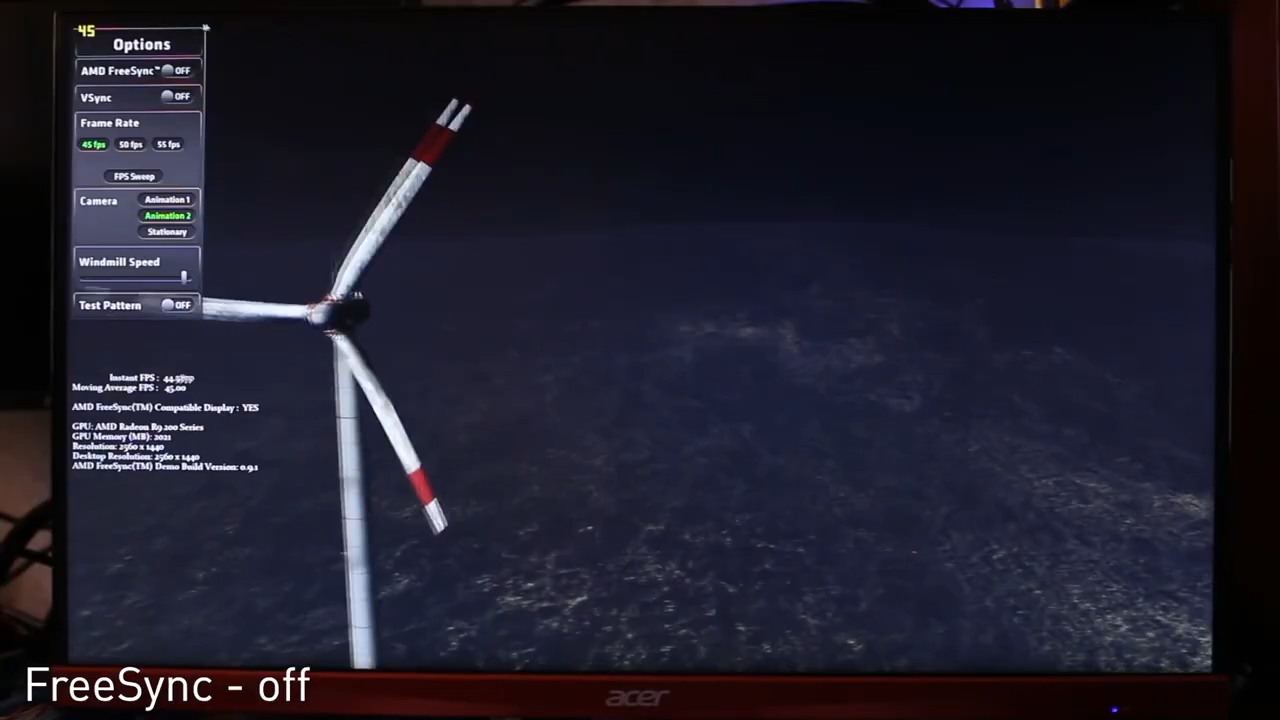 45
Options
AMD FreeSync™ OFF
VSync OFF
Frame Rate
45 fps 50 fps 55 fps
FPS Sweep
Camera Animation 1
Animation 2
Stationary
Windmill Speed
Test Pattern OFF
Instant FPS :
Moving Average FPS : 45.00
AMD FreeSync(TM) Compatible Display : YES
GPU: AMD Radeon R9 200 Series
GPU Memory (MB): 2021
Resolution: 2560 x 1440
Desktop Resolution: 2560 x 1440
AMD FreeSync(TM) Demo Build Version: 0.9.1
FreeSync - off
acer